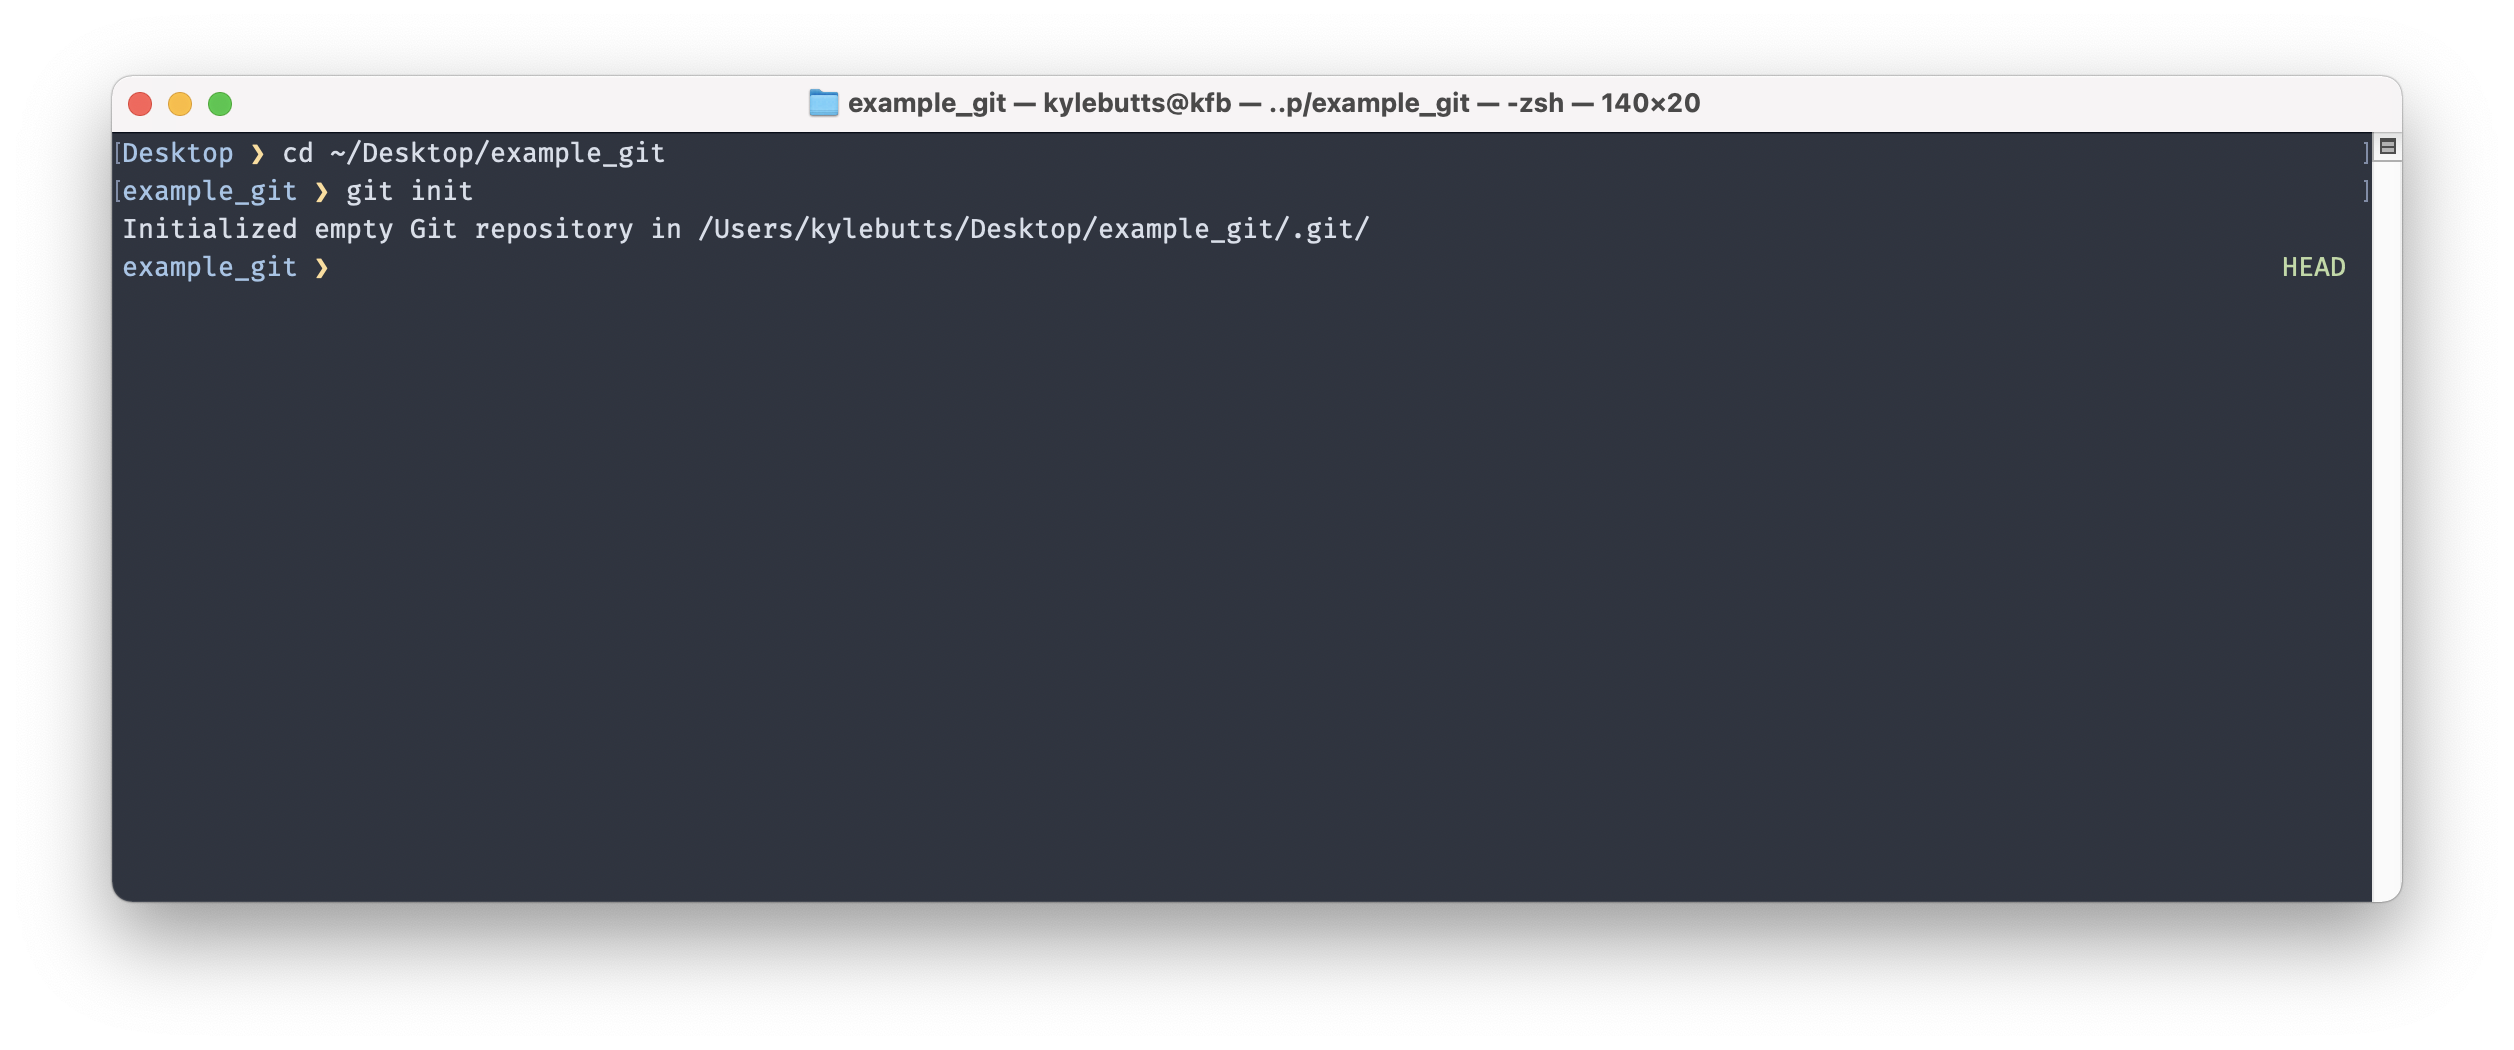 example_git — kylebutts@kfb — ..p/example_git — -zsh — 140×20
[Desktop ❯ cd ~/Desktop/example_git ]
[example_git ❯ git init ]
Initialized empty Git repository in /Users/kylebutts/Desktop/example_git/.git/
example_git ❯ HEAD